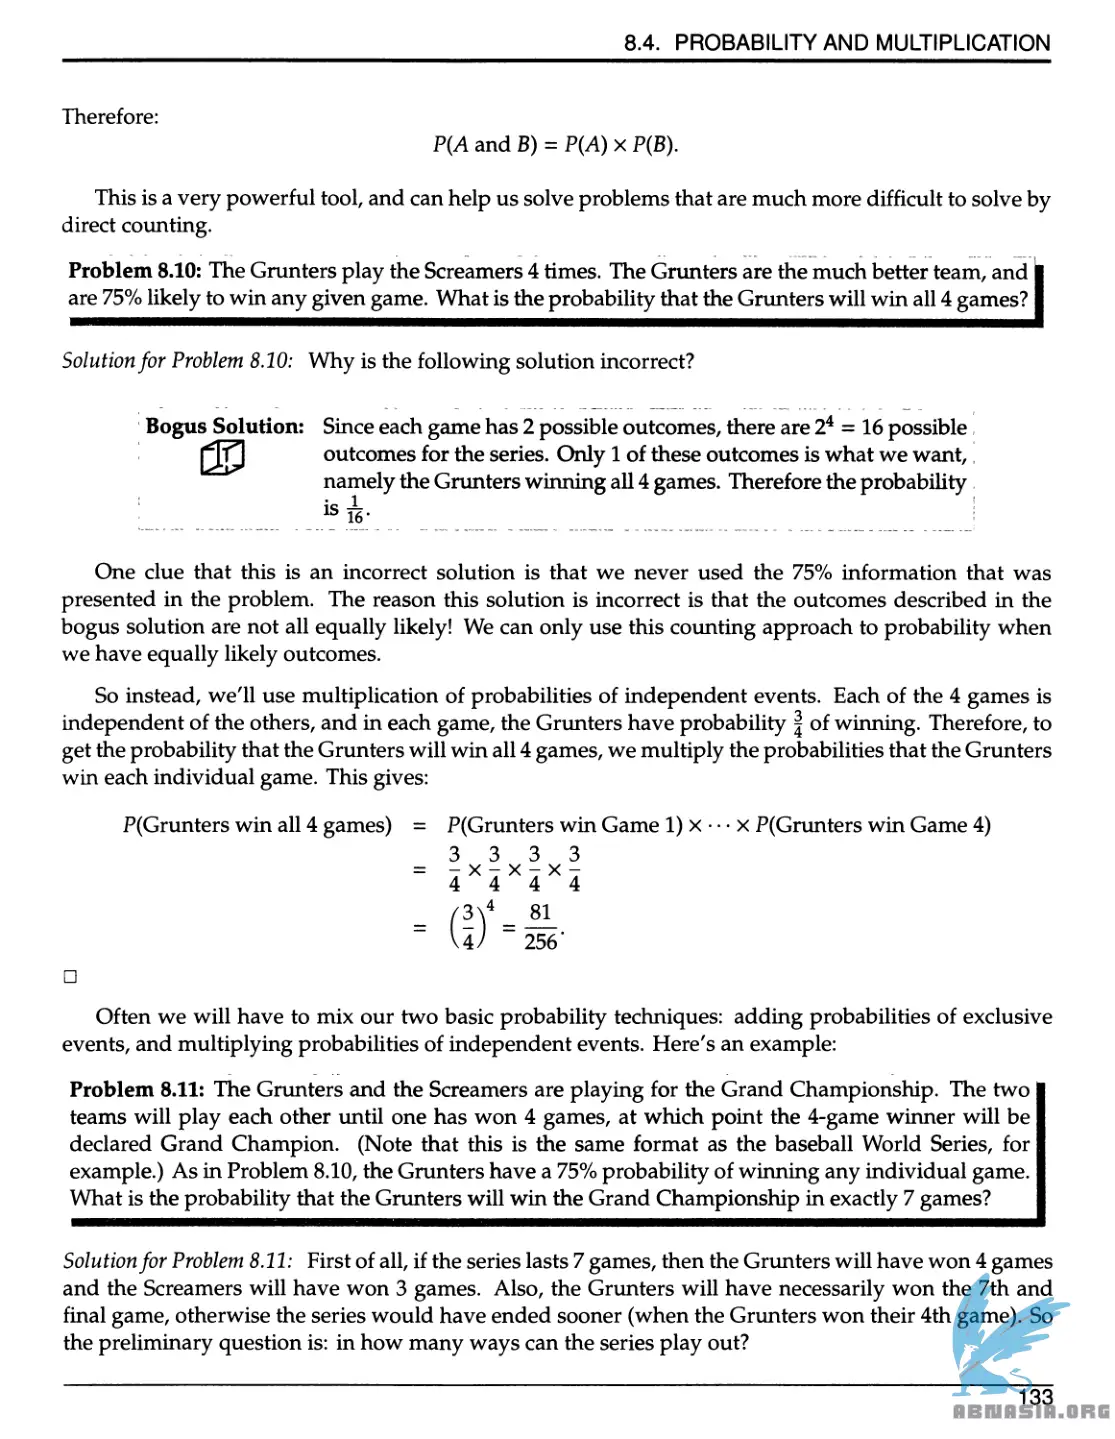 8.4. PROBABILITY AND MULTIPLICATION
Therefore:
P(A and B) = P(A) × P(B).
This is a very powerful tool, and can help us solve problems that are much more difficult to solve by
direct counting.
Problem 8.10: The Grunters play the Screamers 4 times. The Grunters are the much better team, and
are 75% likely to win any given game. What is the probability that the Grunters will win all 4 games?
Solution for Problem 8.10: Why is the following solution incorrect?
Bogus Solution: Since each game has 2 possible outcomes, there are 2⁴ = 16 possible
outcomes for the series. Only 1 of these outcomes is what we want,
namely the Grunters winning all 4 games. Therefore the probability
is 1/16.
One clue that this is an incorrect solution is that we never used the 75% information that was
presented in the problem. The reason this solution is incorrect is that the outcomes described in the
bogus solution are not all equally likely! We can only use this counting approach to probability when
we have equally likely outcomes.
So instead, we'll use multiplication of probabilities of independent events. Each of the 4 games is
independent of the others, and in each game, the Grunters have probability 3/4 of winning. Therefore, to
get the probability that the Grunters will win all 4 games, we multiply the probabilities that the Grunters
win each individual game. This gives:
P(Grunters win all 4 games) = P(Grunters win Game 1) × ··· × P(Grunters win Game 4)
= 3/4 × 3/4 × 3/4 × 3/4
= (3/4)⁴ = 81/256.
□
Often we will have to mix our two basic probability techniques: adding probabilities of exclusive
events, and multiplying probabilities of independent events. Here's an example:
Problem 8.11: The Grunters and the Screamers are playing for the Grand Championship. The two
teams will play each other until one has won 4 games, at which point the 4-game winner will be
declared Grand Champion. (Note that this is the same format as the baseball World Series, for
example.) As in Problem 8.10, the Grunters have a 75% probability of winning any individual game.
What is the probability that the Grunters will win the Grand Championship in exactly 7 games?
Solution for Problem 8.11: First of all, if the series lasts 7 games, then the Grunters will have won 4 games
and the Screamers will have won 3 games. Also, the Grunters will have necessarily won the 7th and
final game, otherwise the series would have ended sooner (when the Grunters won their 4th game). So
the preliminary question is: in how many ways can the series play out?
133
ABNASIA.ORG